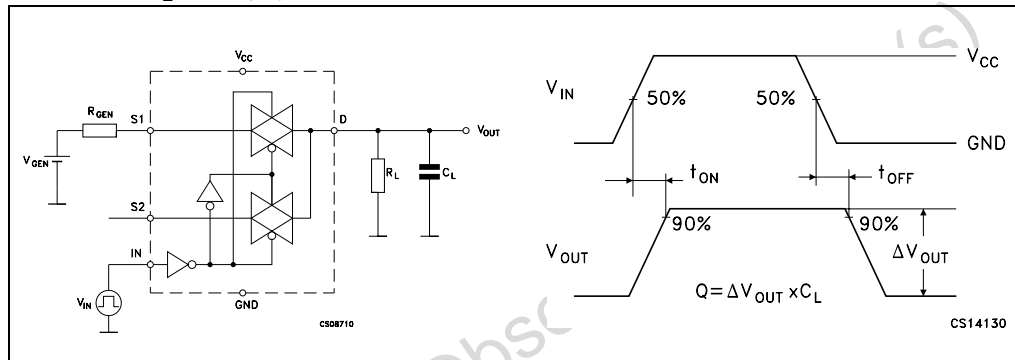 VCC
RGEN
S1
D
VOUT
VGEN
RL
CL
S2
IN
VIN
GND
CS08710
VCC
VIN
50%
50%
GND
tON
tOFF
90%
90%
VOUT
ΔVOUT
Q=ΔVOUT xCL
CS14130